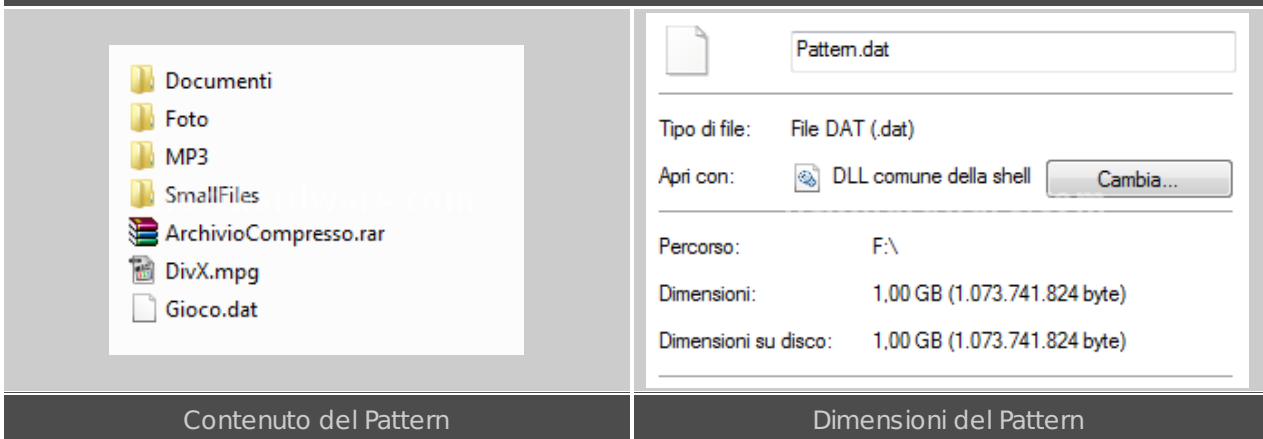 Documenti
Foto
MP3
SmallFiles
ArchivioCompresso.rar
DivX.mpg
Gioco.dat
Contenuto del Pattern
Pattern.dat
Tipo di file: File DAT (.dat)
Apri con: DLL comune della shell Cambia...
Percorso: F:\
Dimensioni: 1,00 GB (1.073.741.824 byte)
Dimensioni su disco: 1,00 GB (1.073.741.824 byte)
Dimensioni del Pattern